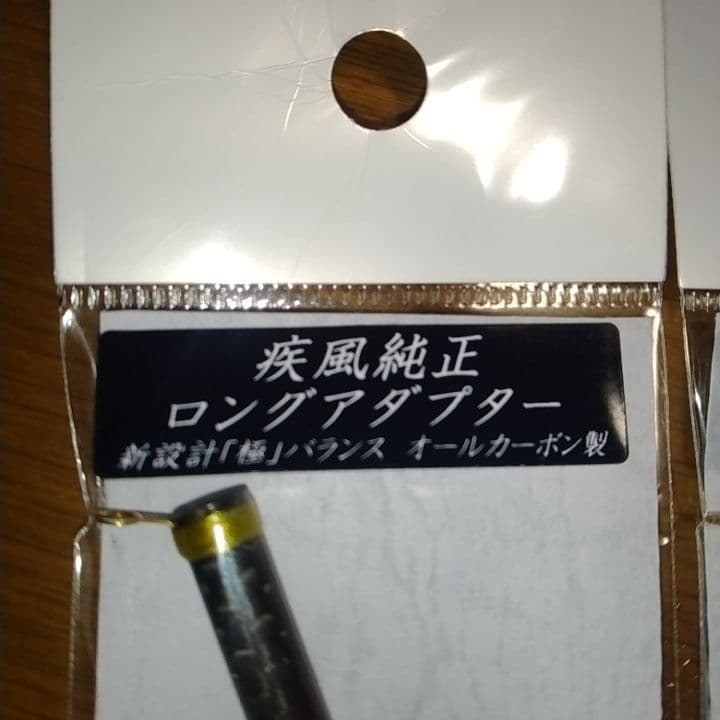 疾風純正
ロングアダプター
新設計「極」バランス オールカーボン製